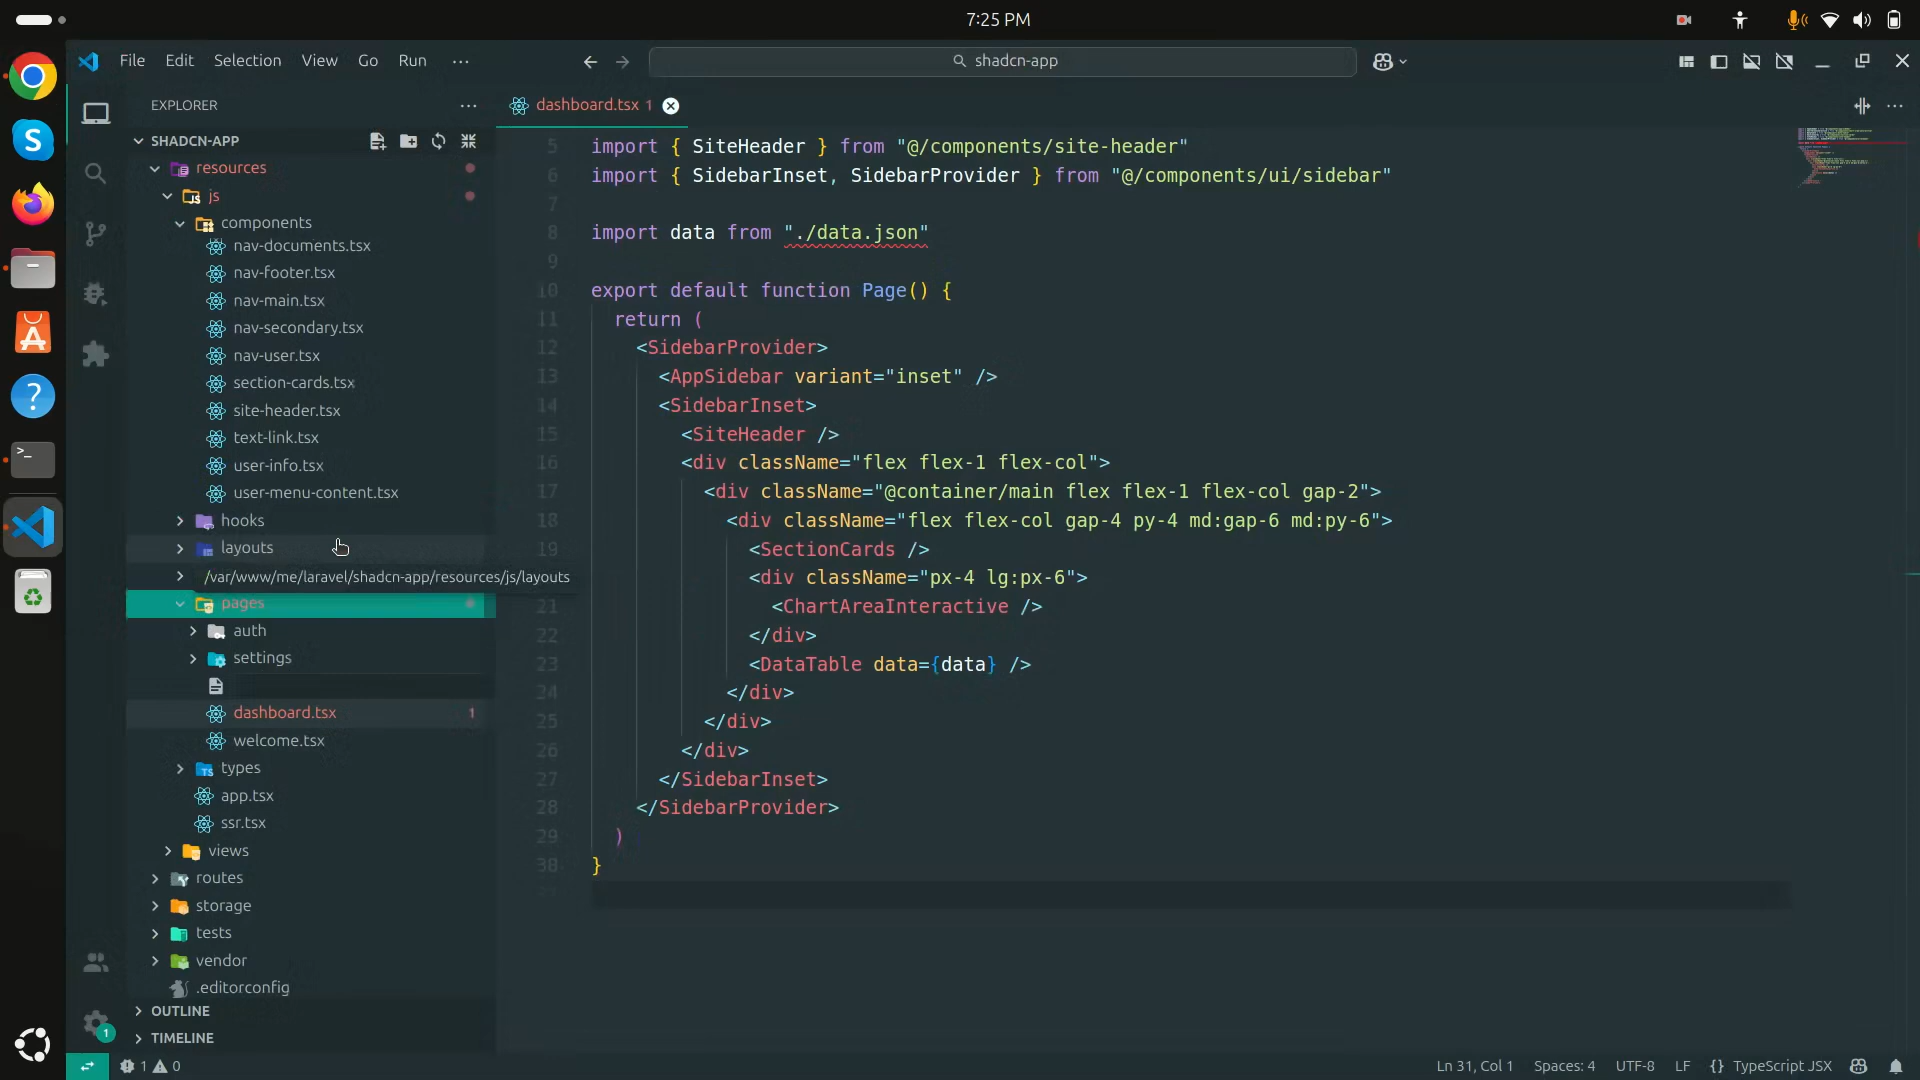 7:25 PM
File Edit Selection View Go Run
shadcn-app
EXPLORER
SHADCN-APP
resources
js
components
nav-documents.tsx
nav-footer.tsx
nav-main.tsx
nav-secondary.tsx
nav-user.tsx
section-cards.tsx
site-header.tsx
text-link.tsx
user-info.tsx
user-menu-content.tsx
hooks
layouts
/var/www/me/laravel/shadcn-app/resources/js/layouts
pages
auth
settings
dashboard.tsx 1
welcome.tsx
types
app.tsx
ssr.tsx
views
routes
storage
tests
vendor
.editorconfig
OUTLINE
TIMELINE
dashboard.tsx 1
5 import { SiteHeader } from "@/components/site-header"
6 import { SidebarInset, SidebarProvider } from "@/components/ui/sidebar"
7
8 import data from "./data.json"
9
10 export default function Page() {
11 return (
12 <SidebarProvider>
13 <AppSidebar variant="inset" />
14 <SidebarInset>
15 <SiteHeader />
16 <div className="flex flex-1 flex-col">
17 <div className="@container/main flex flex-1 flex-col gap-2">
18 <div className="flex flex-col gap-4 py-4 md:gap-6 md:py-6">
19 <SectionCards />
<div className="px-4 lg:px-6">
21 <ChartAreaInteractive />
22 </div>
23 <DataTable data={data} />
24 </div>
25 </div>
26 </div>
27 </SidebarInset>
28 </SidebarProvider>
29 )
30 }
1 0
1
Ln 31, Col 1 Spaces: 4 UTF-8 LF {} TypeScript JSX